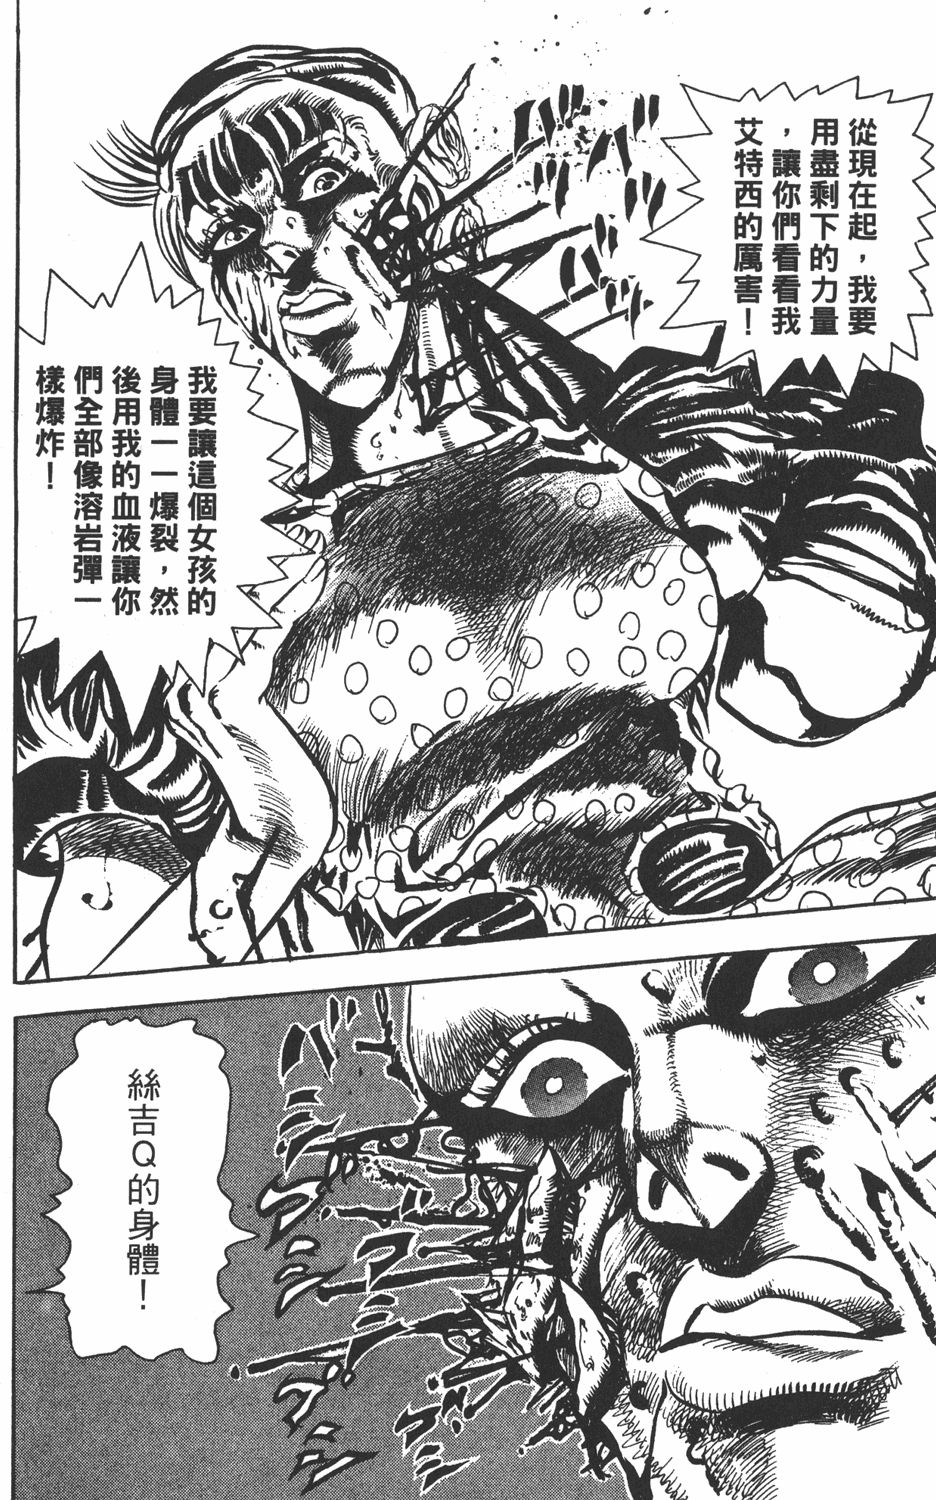 從現在起，我要
用盡剩下的力量
，讓你們看看我
艾特西的厲害！
我要讓這個女孩的
身體一一爆裂，然
後用我的血液讓你
們全部像溶岩彈一
樣爆炸！
絲吉Q的身體！